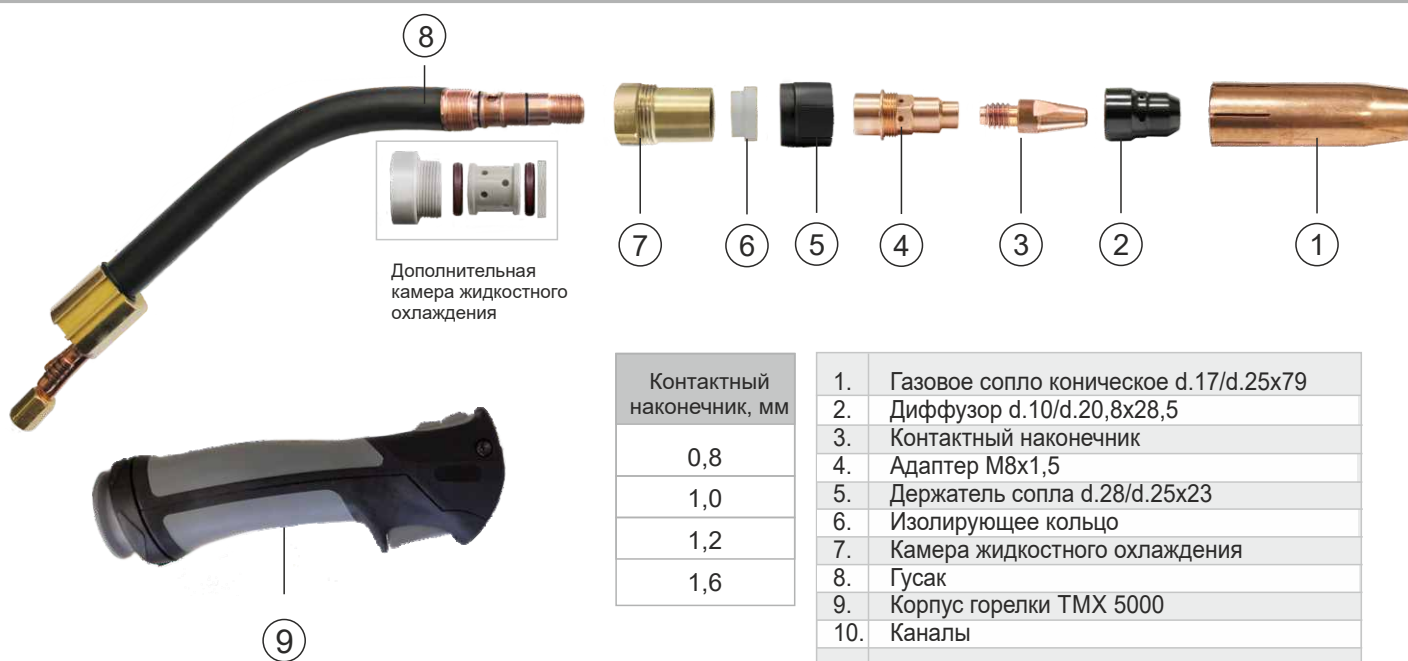 8
7
6
5
4
3
2
1
Дополнительная
камера жидкостного
охлаждения
Контактный
наконечник, мм
0,8
1,0
1,2
1,6
1. Газовое сопло коническое d.17/d.25x79
2. Диффузор d.10/d.20,8x28,5
3. Контактный наконечник
4. Адаптер M8x1,5
5. Держатель сопла d.28/d.25x23
6. Изолирующее кольцо
7. Камера жидкостного охлаждения
8. Гусак
9. Корпус горелки TMX 5000
10. Каналы
9